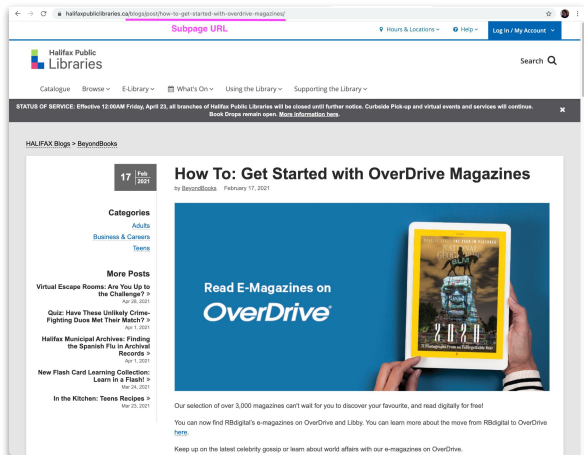 halifaxpubliclibraries.ca/blogs/post/how-to-get-started-with-overdrive-magazines/
Subpage URL
Hours & Locations
Help
Log In / My Account
Halifax Public
Libraries
Search
Catalogue Browse E-Library What's On Using the Library Supporting the Library
STATUS OF SERVICE: Effective 12:00AM Friday, April 23, all branches of Halifax Public Libraries will be closed until further notice. Curbside Pick-up and virtual events and services will continue.
Book Drops remain open. More information here.
HALIFAX Blogs > BeyondBooks
17 Feb
2021
Categories
Adults
Business & Careers
Teens
More Posts
Virtual Escape Rooms: Are You Up to
the Challenge? »
Apr 28, 2021
Quiz: Have These Unlikely Crime-
Fighting Duos Met Their Match? »
Apr 1, 2021
Halifax Municipal Archives: Finding
the Spanish Flu in Archival
Records »
Apr 1, 2021
New Flash Card Learning Collection:
Learn in a Flash! »
Mar 24, 2021
In the Kitchen: Teens Recipes »
Mar 23, 2021
How To: Get Started with OverDrive Magazines
by BeyondBooks February 17, 2021
Read E-Magazines on
OverDrive
NATIONAL
GEOGRAPHIC
BLM
2020
Our selection of over 3,000 magazines can't wait for you to discover your favourite, and read digitally for free!
You can now find RBdigital's e-magazines on OverDrive and Libby. You can learn more about the move from RBdigital to OverDrive
here.
Keep up on the latest celebrity gossip or learn about world affairs with our e-magazines on OverDrive.